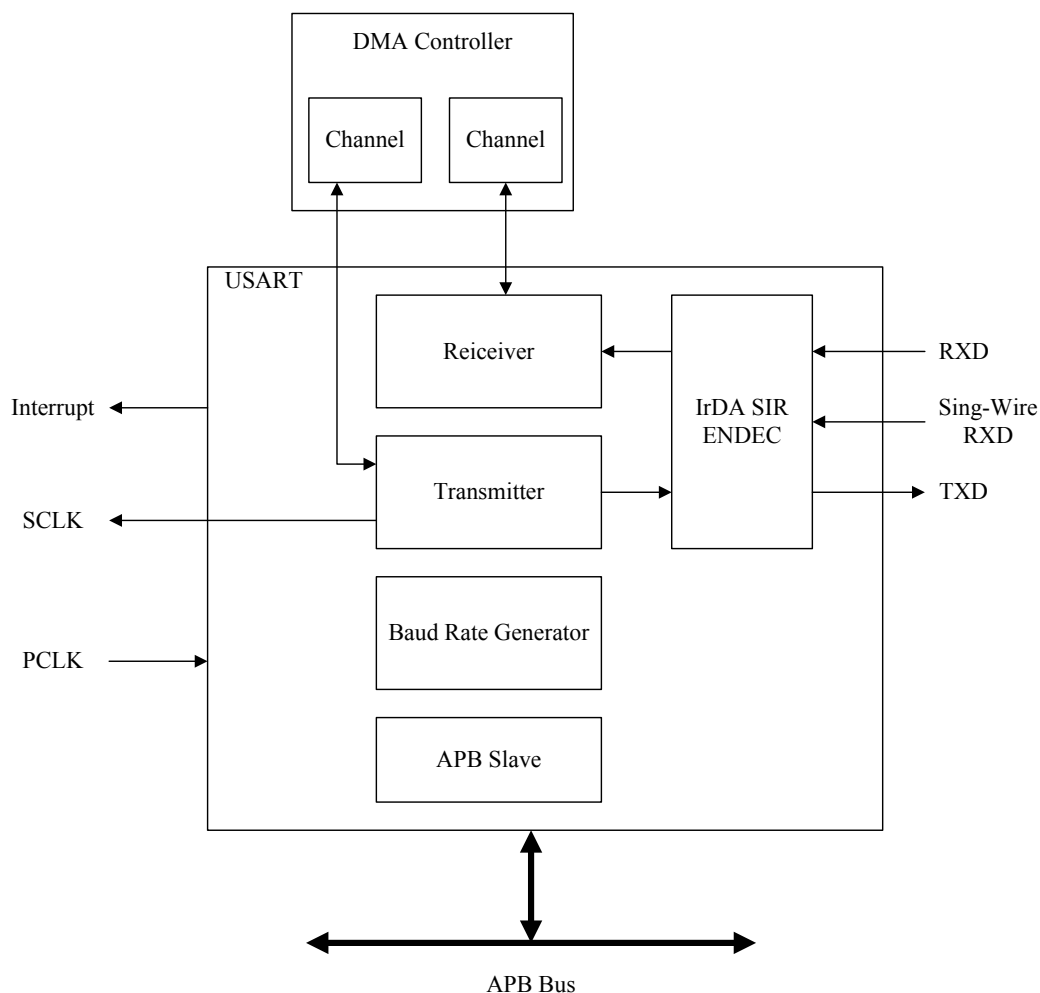 DMA Controller
Channel
Channel
USART
Reiceiver
RXD
Interrupt
IrDA SIR
ENDEC
Sing-Wire
RXD
Transmitter
TXD
SCLK
Baud Rate Generator
PCLK
APB Slave
APB Bus